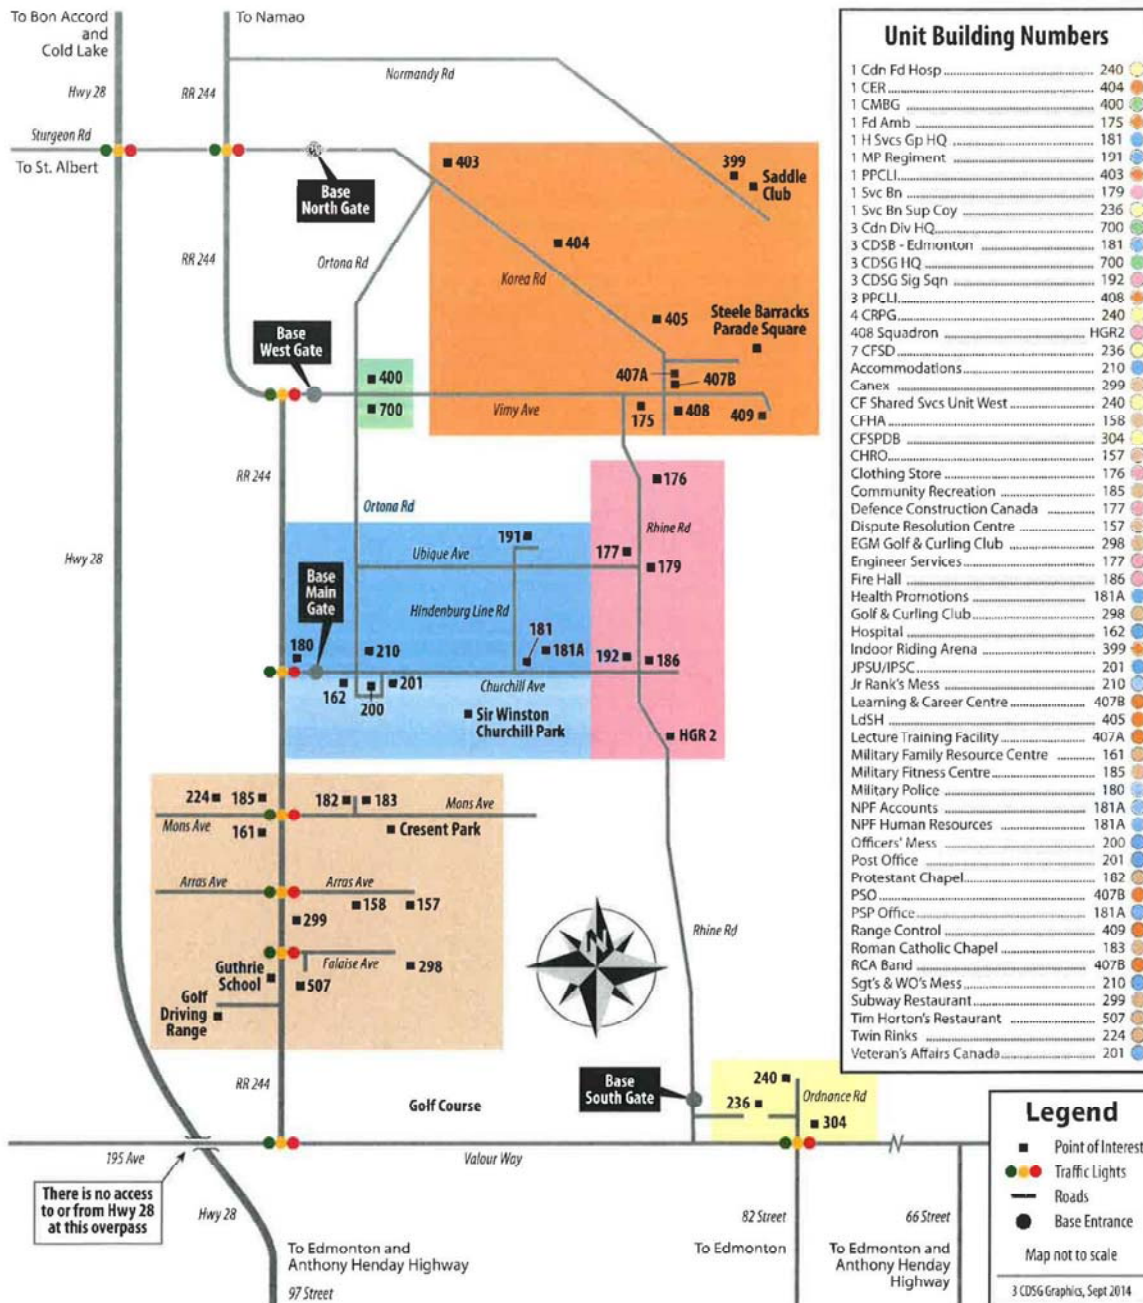 To Bon Accord
and
Cold Lake
To Namao
Hwy 28
RR 244
Normandy Rd
Sturgeon Rd
To St. Albert
Base
North Gate
403
399
Saddle
Club
404
Ortona Rd
Korea Rd
RR 244
405
Steele Barracks
Parade Square
Base
West Gate
400
407A
407B
700
Vimy Ave
175
408
409
RR 244
176
Ortona Rd
191
Rhine Rd
Ubique Ave
177
179
Hwy 28
Base
Main
Gate
Hindenburg Line Rd
180
210
181
181A
192
186
162
200
201
Churchill Ave
Sir Winston
Churchill Park
HGR 2
224
185
182
183
Mons Ave
Mons Ave
161
Cresent Park
Arras Ave
Arras Ave
158
157
299
N
Rhine Rd
Guthrie
School
Falaise Ave
298
507
Golf
Driving
Range
RR 244
Golf Course
Base
South Gate
240
236
Ordnance Rd
304
195 Ave
Valour Way
There is no access
to or from Hwy 28
at this overpass
Hwy 28
82 Street
66 Street
To Edmonton and
Anthony Henday Highway
To Edmonton
To Edmonton and
Anthony Henday
Highway
97 Street
Unit Building Numbers
1 Cdn Fd Hosp 240
1 CER 404
1 CMBG 400
1 Fd Amb 175
1 H Svcs Gp HQ 181
1 MP Regiment 191
1 PPCLI 403
1 Svc Bn 179
1 Svc Bn Sup Coy 236
3 Cdn Div HQ 700
3 CDSB - Edmonton 181
3 CDSG HQ 700
3 CDSG Sig Sqn 192
3 PPCLI 408
4 CRPG 240
408 Squadron HGR2
7 CFSD 236
Accommodations 210
Canex 299
CF Shared Svcs Unit West 240
CFHA 158
CFSPDB 304
CHRO 157
Clothing Store 176
Community Recreation 185
Defence Construction Canada 177
Dispute Resolution Centre 157
EGM Golf & Curling Club 298
Engineer Services 177
Fire Hall 186
Health Promotions 181A
Golf & Curling Club 298
Hospital 162
Indoor Riding Arena 399
JPSU/IPSC 201
Jr Rank's Mess 210
Learning & Career Centre 407B
LdSH 405
Lecture Training Facility 407A
Military Family Resource Centre 161
Military Fitness Centre 185
Military Police 180
NPF Accounts 181A
NPF Human Resources 181A
Officers' Mess 200
Post Office 201
Protestant Chapel 182
PSO 407B
PSP Office 181A
Range Control 409
Roman Catholic Chapel 183
RCA Band 407B
Sgt's & WO's Mess 210
Subway Restaurant 299
Tim Horton's Restaurant 507
Twin Rinks 224
Veteran's Affairs Canada 201
Legend
Point of Interest
Traffic Lights
Roads
Base Entrance
Map not to scale
3 CDSG Graphics, Sept 2014